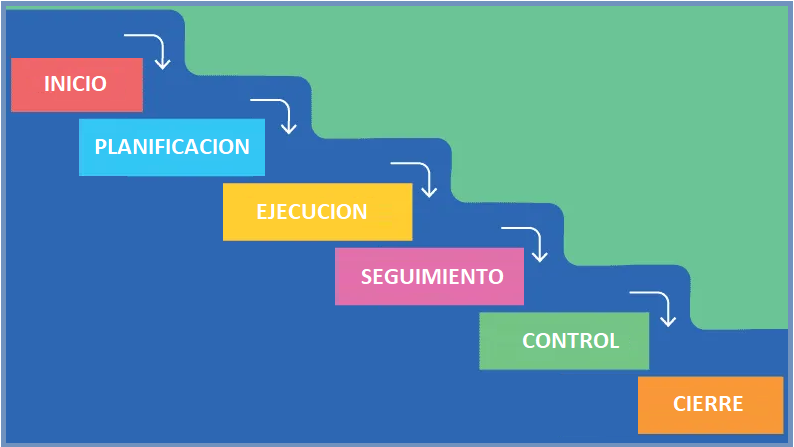 INICIO
PLANIFICACION
EJECUCION
SEGUIMIENTO
CONTROL
CIERRE